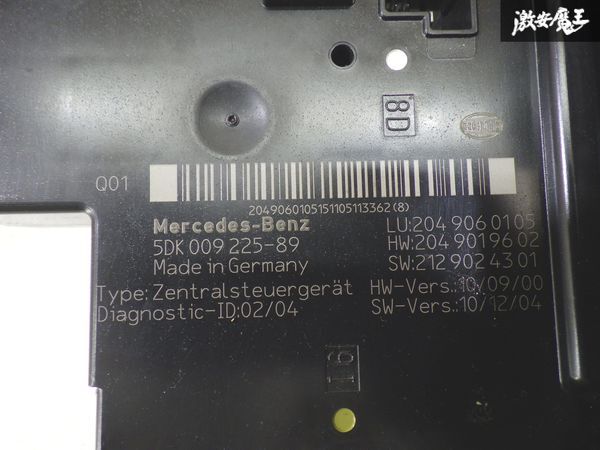 激安魔王
8D
Q01
2049060105151105113362(8)
Mercedes-Benz
LU:204 906 01 05
5DK 009 225-89
HW:204 901 96 02
Made in Germany
SW:212 902 43 01
Type: Zentralsteuergerät
HW-Vers.:10/09/00
Diagnostic-ID:02/04
SW-Vers.:10/12/04